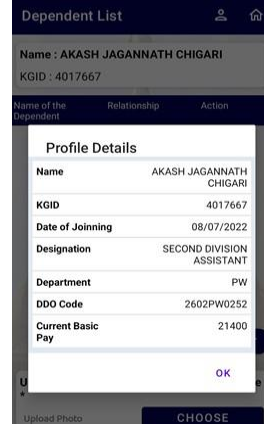 Dependent List
Name : AKASH JAGANNATH CHIGARI
KGID : 4017667
Name of the Relationship Action
Dependent
Profile Details
Name AKASH JAGANNATH
CHIGARI
KGID 4017667
Date of Joinning 08/07/2022
Designation SECOND DIVISION
ASSISTANT
Department PW
DDO Code 2602PW0252
Current Basic 21400
Pay
OK
U e
*
Upload Photo CHOOSE